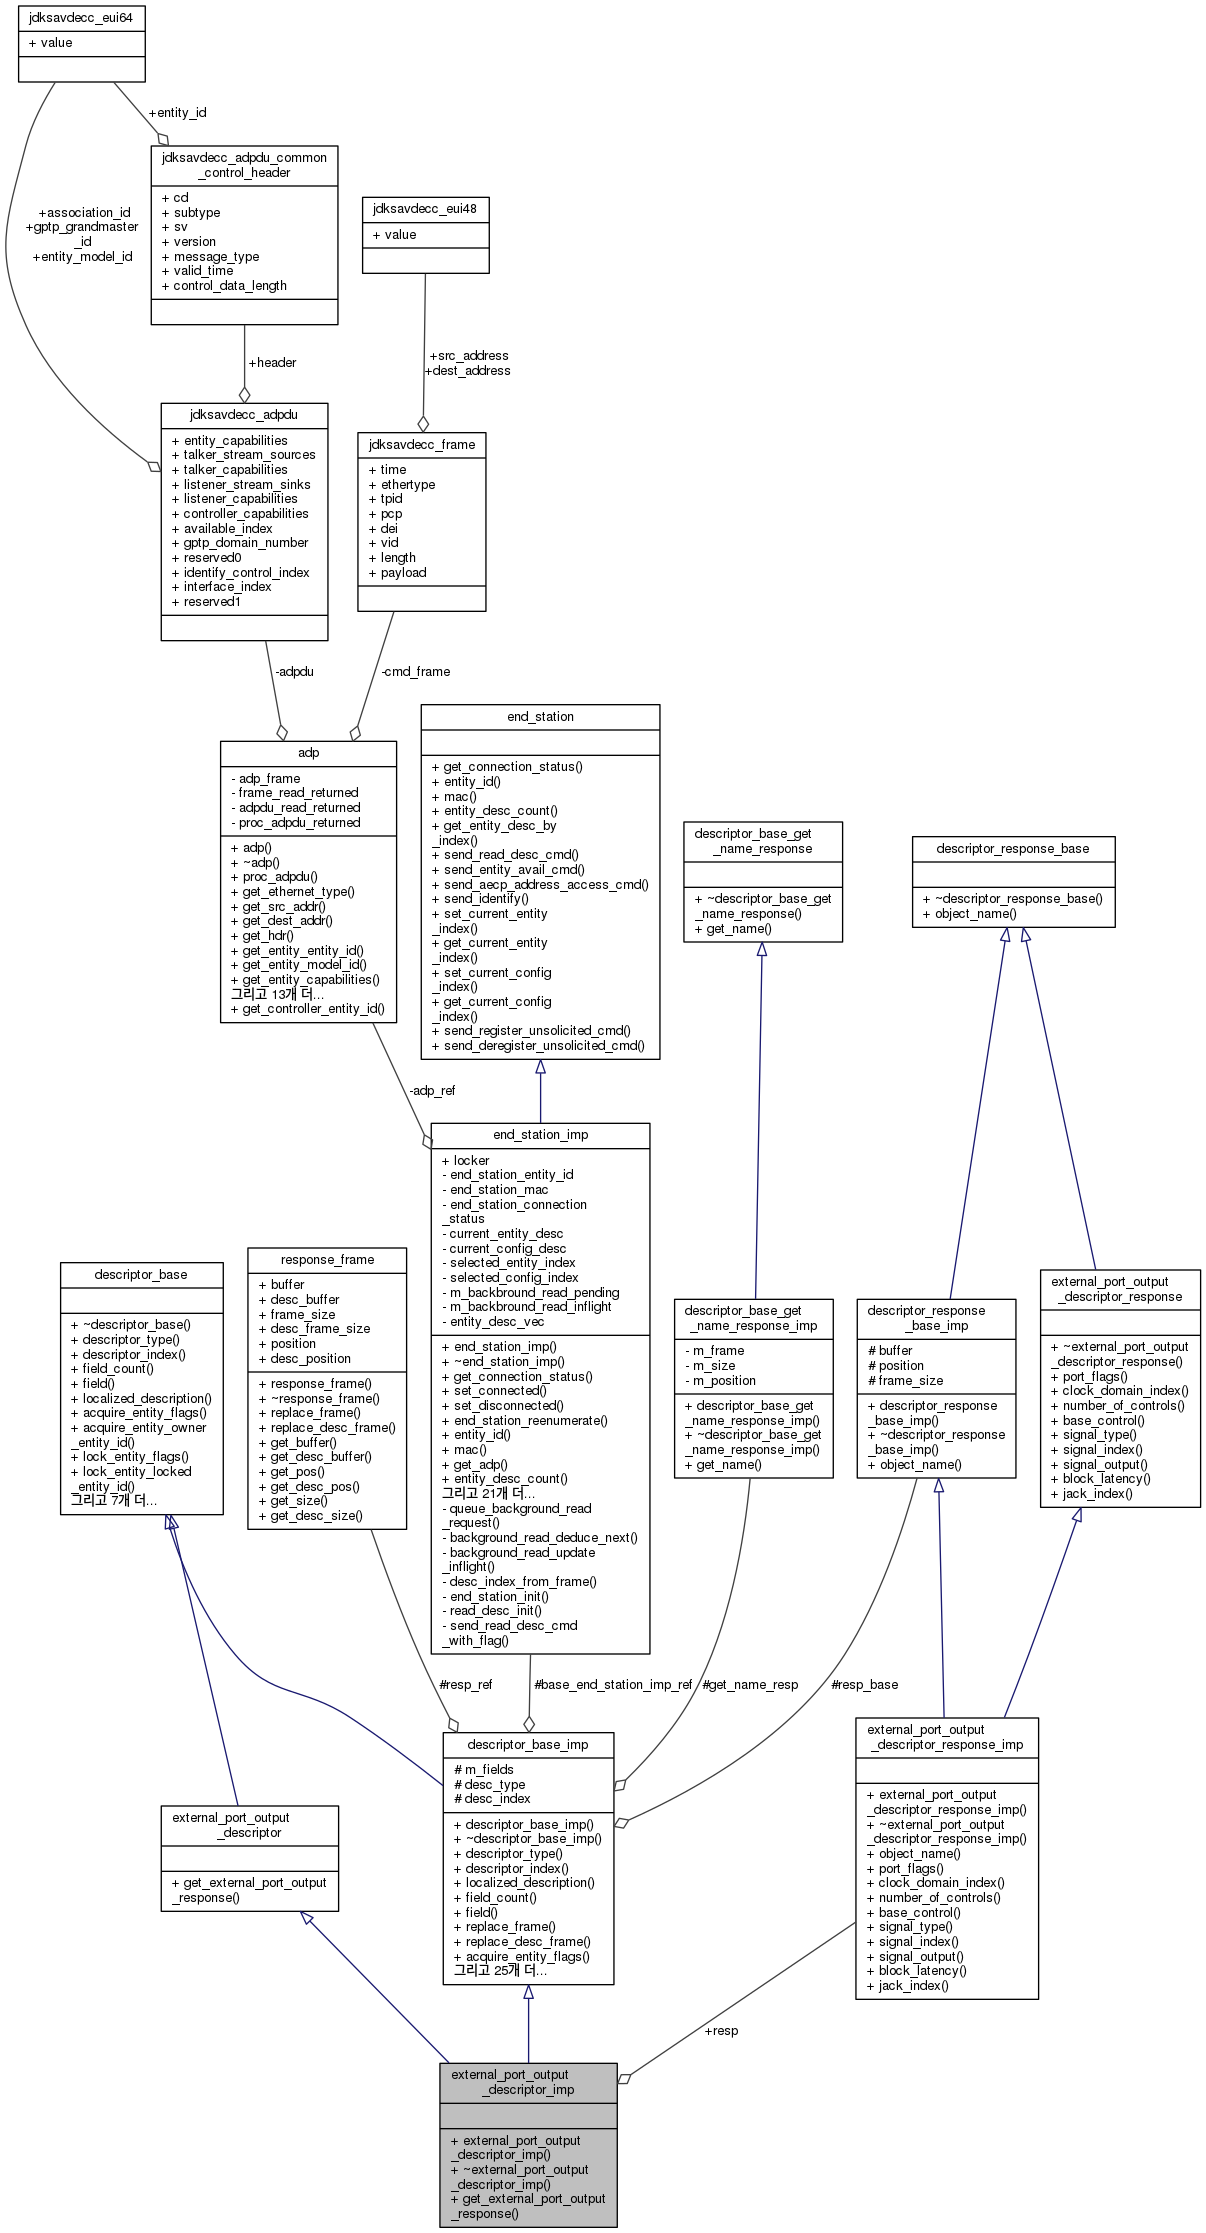 jdksavdecc_eui64
+ value
+entity_id
jdksavdecc_adpdu_common
_control_header
+ cd
+ subtype
+ sv
+ version
+ message_type
+ valid_time
+ control_data_length
+association_id
+gptp_grandmaster
_id
+entity_model_id
jdksavdecc_eui48
+ value
+header
+src_address
+dest_address
jdksavdecc_adpdu
+ entity_capabilities
+ talker_stream_sources
+ talker_capabilities
+ listener_stream_sinks
+ listener_capabilities
+ controller_capabilities
+ available_index
+ gptp_domain_number
+ reserved0
+ identify_control_index
+ interface_index
+ reserved1
jdksavdecc_frame
+ time
+ ethertype
+ tpid
+ pcp
+ dei
+ vid
+ length
+ payload
-adpdu
-cmd_frame
adp
- adp_frame
- frame_read_returned
- adpdu_read_returned
- proc_adpdu_returned
+ adp()
+ ~adp()
+ proc_adpdu()
+ get_ethernet_type()
+ get_src_addr()
+ get_dest_addr()
+ get_hdr()
+ get_entity_entity_id()
+ get_entity_model_id()
+ get_entity_capabilities()
그리고 13개 더...
+ get_controller_entity_id()
end_station
+ get_connection_status()
+ entity_id()
+ mac()
+ entity_desc_count()
+ get_entity_desc_by
_index()
+ send_read_desc_cmd()
+ send_entity_avail_cmd()
+ send_aecp_address_access_cmd()
+ send_identify()
+ set_current_entity
_index()
+ get_current_entity
_index()
+ set_current_config
_index()
+ get_current_config
_index()
+ send_register_unsolicited_cmd()
+ send_deregister_unsolicited_cmd()
descriptor_base_get
_name_response
+ ~descriptor_base_get
_name_response()
+ get_name()
descriptor_response_base
+ ~descriptor_response_base()
+ object_name()
-adp_ref
descriptor_base
+ ~descriptor_base()
+ descriptor_type()
+ descriptor_index()
+ field_count()
+ field()
+ localized_description()
+ acquire_entity_flags()
+ acquire_entity_owner
_entity_id()
+ lock_entity_flags()
+ lock_entity_locked
_entity_id()
그리고 7개 더...
response_frame
+ buffer
+ desc_buffer
+ frame_size
+ desc_frame_size
+ position
+ desc_position
+ response_frame()
+ ~response_frame()
+ replace_frame()
+ replace_desc_frame()
+ get_buffer()
+ get_desc_buffer()
+ get_pos()
+ get_desc_pos()
+ get_size()
+ get_desc_size()
end_station_imp
+ locker
- end_station_entity_id
- end_station_mac
- end_station_connection
_status
- current_entity_desc
- current_config_desc
- selected_entity_index
- selected_config_index
- m_backbround_read_pending
- m_backbround_read_inflight
- entity_desc_vec
+ end_station_imp()
+ ~end_station_imp()
+ get_connection_status()
+ set_connected()
+ set_disconnected()
+ end_station_reenumerate()
+ entity_id()
+ mac()
+ get_adp()
+ entity_desc_count()
그리고 21개 더...
- queue_background_read
_request()
- background_read_deduce_next()
- background_read_update
_inflight()
- desc_index_from_frame()
- end_station_init()
- read_desc_init()
- send_read_desc_cmd
_with_flag()
descriptor_base_get
_name_response_imp
- m_frame
- m_size
- m_position
+ descriptor_base_get
_name_response_imp()
+ ~descriptor_base_get
_name_response_imp()
+ get_name()
descriptor_response
_base_imp
# buffer
# position
# frame_size
+ descriptor_response
_base_imp()
+ ~descriptor_response
_base_imp()
+ object_name()
external_port_output
_descriptor_response
+ ~external_port_output
_descriptor_response()
+ port_flags()
+ clock_domain_index()
+ number_of_controls()
+ base_control()
+ signal_type()
+ signal_index()
+ signal_output()
+ block_latency()
+ jack_index()
#resp_ref
#base_end_station_imp_ref
#get_name_resp
#resp_base
external_port_output
_descriptor
+ get_external_port_output
_response()
descriptor_base_imp
# m_fields
# desc_type
# desc_index
+ descriptor_base_imp()
+ ~descriptor_base_imp()
+ descriptor_type()
+ descriptor_index()
+ localized_description()
+ field_count()
+ field()
+ replace_frame()
+ replace_desc_frame()
+ acquire_entity_flags()
그리고 25개 더...
external_port_output
_descriptor_response_imp
+ external_port_output
_descriptor_response_imp()
+ ~external_port_output
_descriptor_response_imp()
+ object_name()
+ port_flags()
+ clock_domain_index()
+ number_of_controls()
+ base_control()
+ signal_type()
+ signal_index()
+ signal_output()
+ block_latency()
+ jack_index()
+resp
external_port_output
_descriptor_imp
+ external_port_output
_descriptor_imp()
+ ~external_port_output
_descriptor_imp()
+ get_external_port_output
_response()